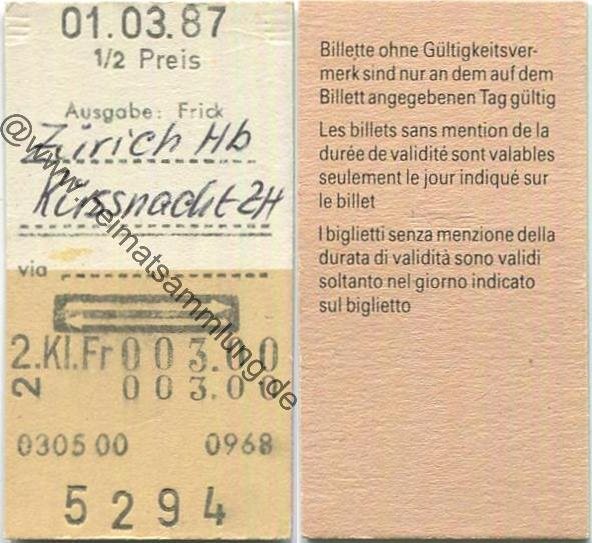 01.03.87
1/2 Preis
Ausgabe: Frick
Zürich Hb
Küssnacht ZH
via
2.Kl.Fr 003.00
2 003.00
030500 0968
5294
@www.heimatsammlung.de
Billette ohne Gültigkeitsver-
merk sind nur an dem auf dem
Billett angegebenen Tag gültig
Les billets sans mention de la
durée de validité sont valables
seulement le jour indiqué sur
le billet
I biglietti senza menzione della
durata di validità sono validi
soltanto nel giorno indicato
sul biglietto